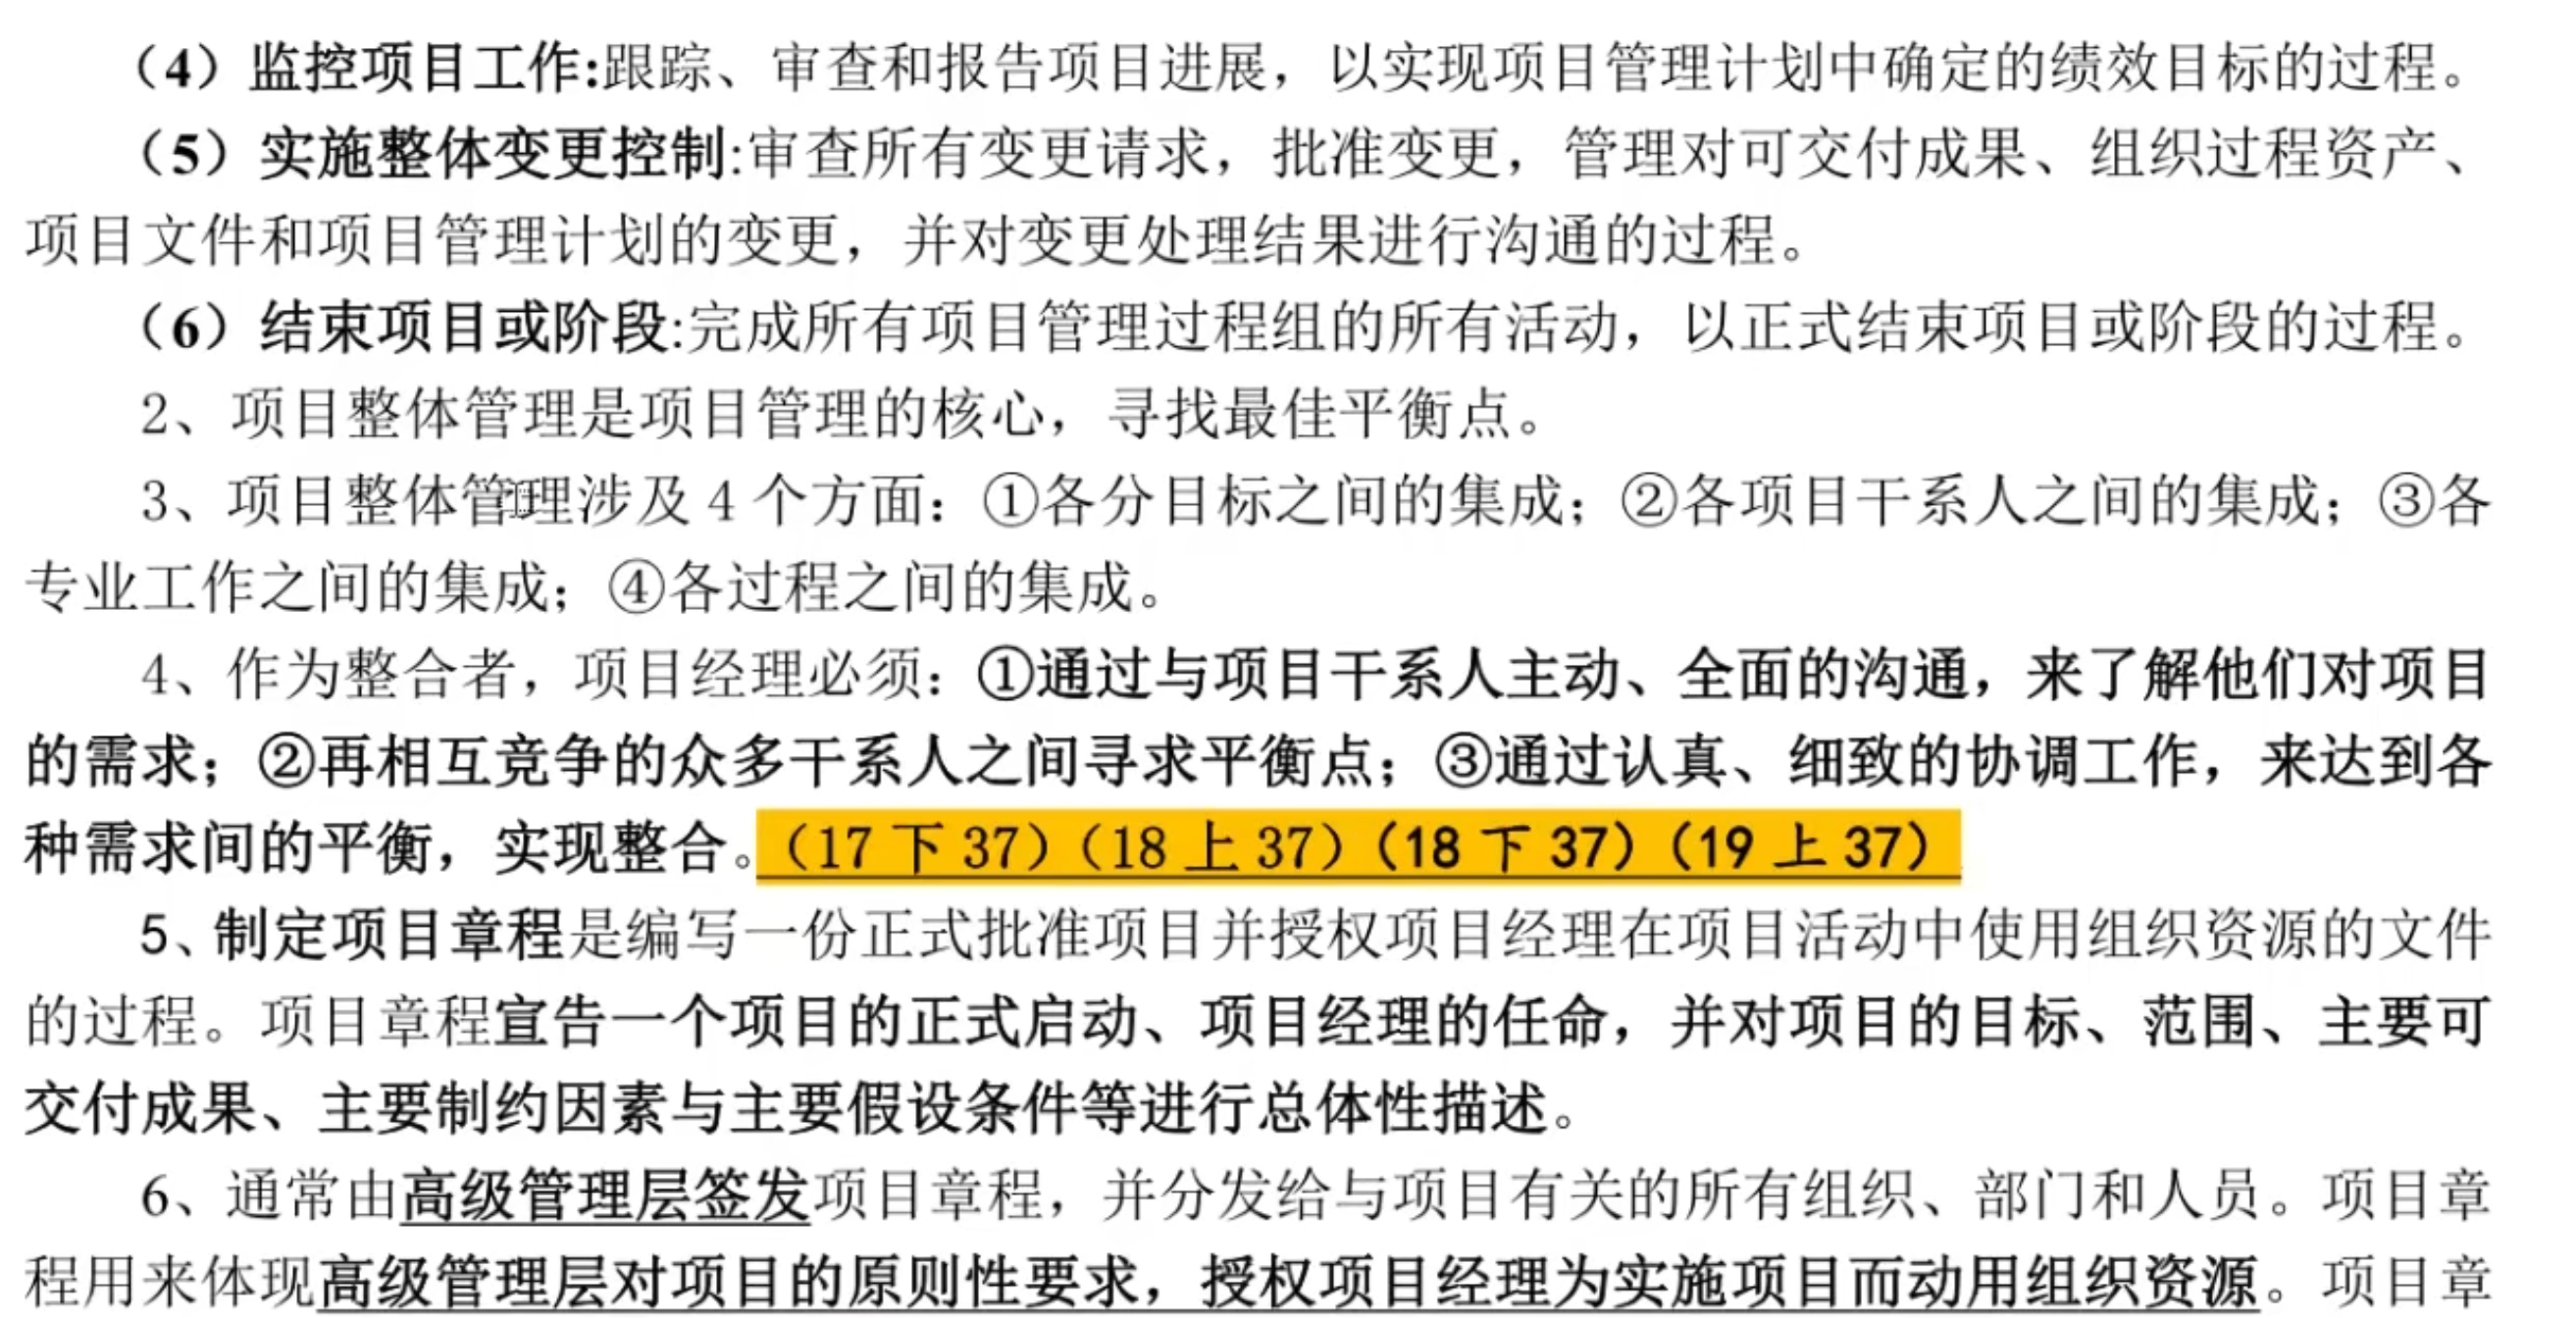 （4）监控项目工作:跟踪、审查和报告项目进展，以实现项目管理计划中确定的绩效目标的过程。
（5）实施整体变更控制:审查所有变更请求，批准变更，管理对可交付成果、组织过程资产、
项目文件和项目管理计划的变更，并对变更处理结果进行沟通的过程。
（6）结束项目或阶段:完成所有项目管理过程组的所有活动，以正式结束项目或阶段的过程。
2、项目整体管理是项目管理的核心，寻找最佳平衡点。
3、项目整体管理涉及 4 个方面：①各分目标之间的集成；②各项目干系人之间的集成；③各
专业工作之间的集成；④各过程之间的集成。
4、作为整合者，项目经理必须：①通过与项目干系人主动、全面的沟通，来了解他们对项目
的需求；②再相互竞争的众多干系人之间寻求平衡点；③通过认真、细致的协调工作，来达到各
种需求间的平衡，实现整合。（17 下 37）（18 上 37）（18 下 37）（19 上 37）
5、制定项目章程是编写一份正式批准项目并授权项目经理在项目活动中使用组织资源的文件
的过程。项目章程宣告一个项目的正式启动、项目经理的任命，并对项目的目标、范围、主要可
交付成果、主要制约因素与主要假设条件等进行总体性描述。
6、通常由高级管理层签发项目章程，并分发给与项目有关的所有组织、部门和人员。项目章
程用来体现高级管理层对项目的原则性要求，授权项目经理为实施项目而动用组织资源。项目章